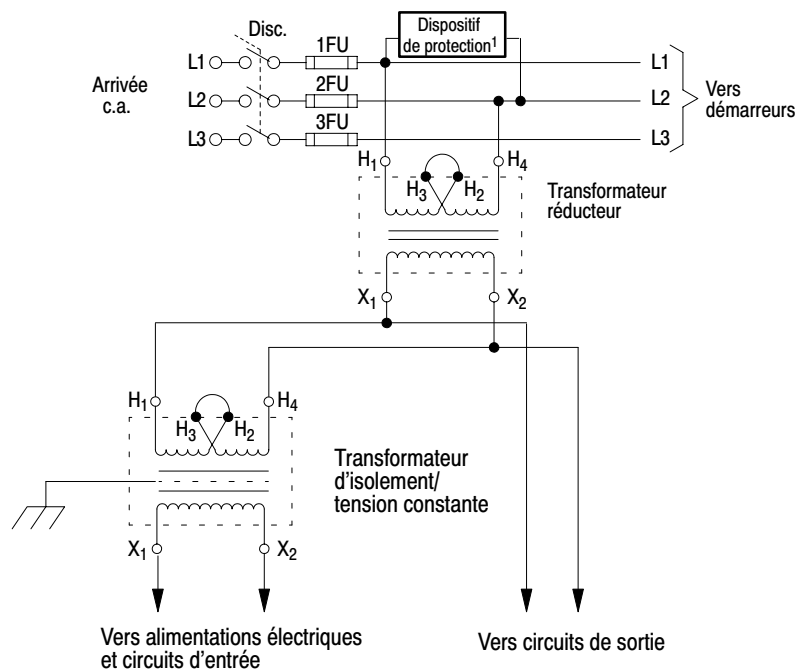 Disc.
1FU
Dispositif
de protection1
L1
L1
Arrivée
c.a.
2FU
L2
L2
Vers
démarreurs
3FU
L3
L3
H1
H4
H3
H2
Transformateur
réducteur
X1
X2
H1
H4
H3
H2
Transformateur
d'isolement/
tension constante
X1
X2
Vers alimentations électriques
et circuits d'entrée
Vers circuits de sortie